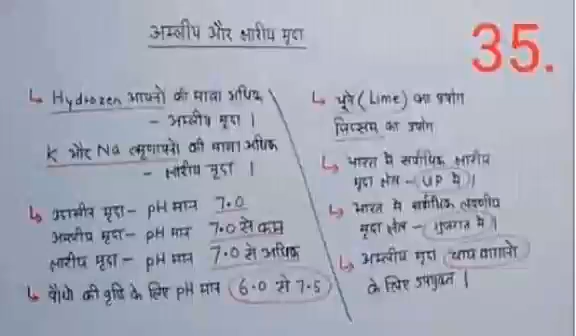 अम्लीय और क्षारीय मृदा
35.
↳ Hydrozen आयनो की मात्रा अधिक
- अम्लीय मृदा ।
K और Na लवणों की मात्रा अधिक
- क्षारीय मृदा ।
↳ उदासीन मृदा - pH मान 7.0
अम्लीय मृदा - pH मान 7.0 से कम
क्षारीय मृदा - pH मान 7.0 से अधिक
↳ पौधो की वृद्धि के लिए pH मान 6.0 से 7.5
↳ चूने (Lime) का प्रयोग
जिप्सम का प्रयोग
↳ भारत मे सर्वाधिक क्षारीय
मृदा क्षेत्र - UP मे ।
↳ भारत मे सर्वाधिक लवणीय
मृदा क्षेत्र - गुजरात मे ।
↳ अम्लीय मृदा चाय बागानो
के लिए उपयुक्त ।